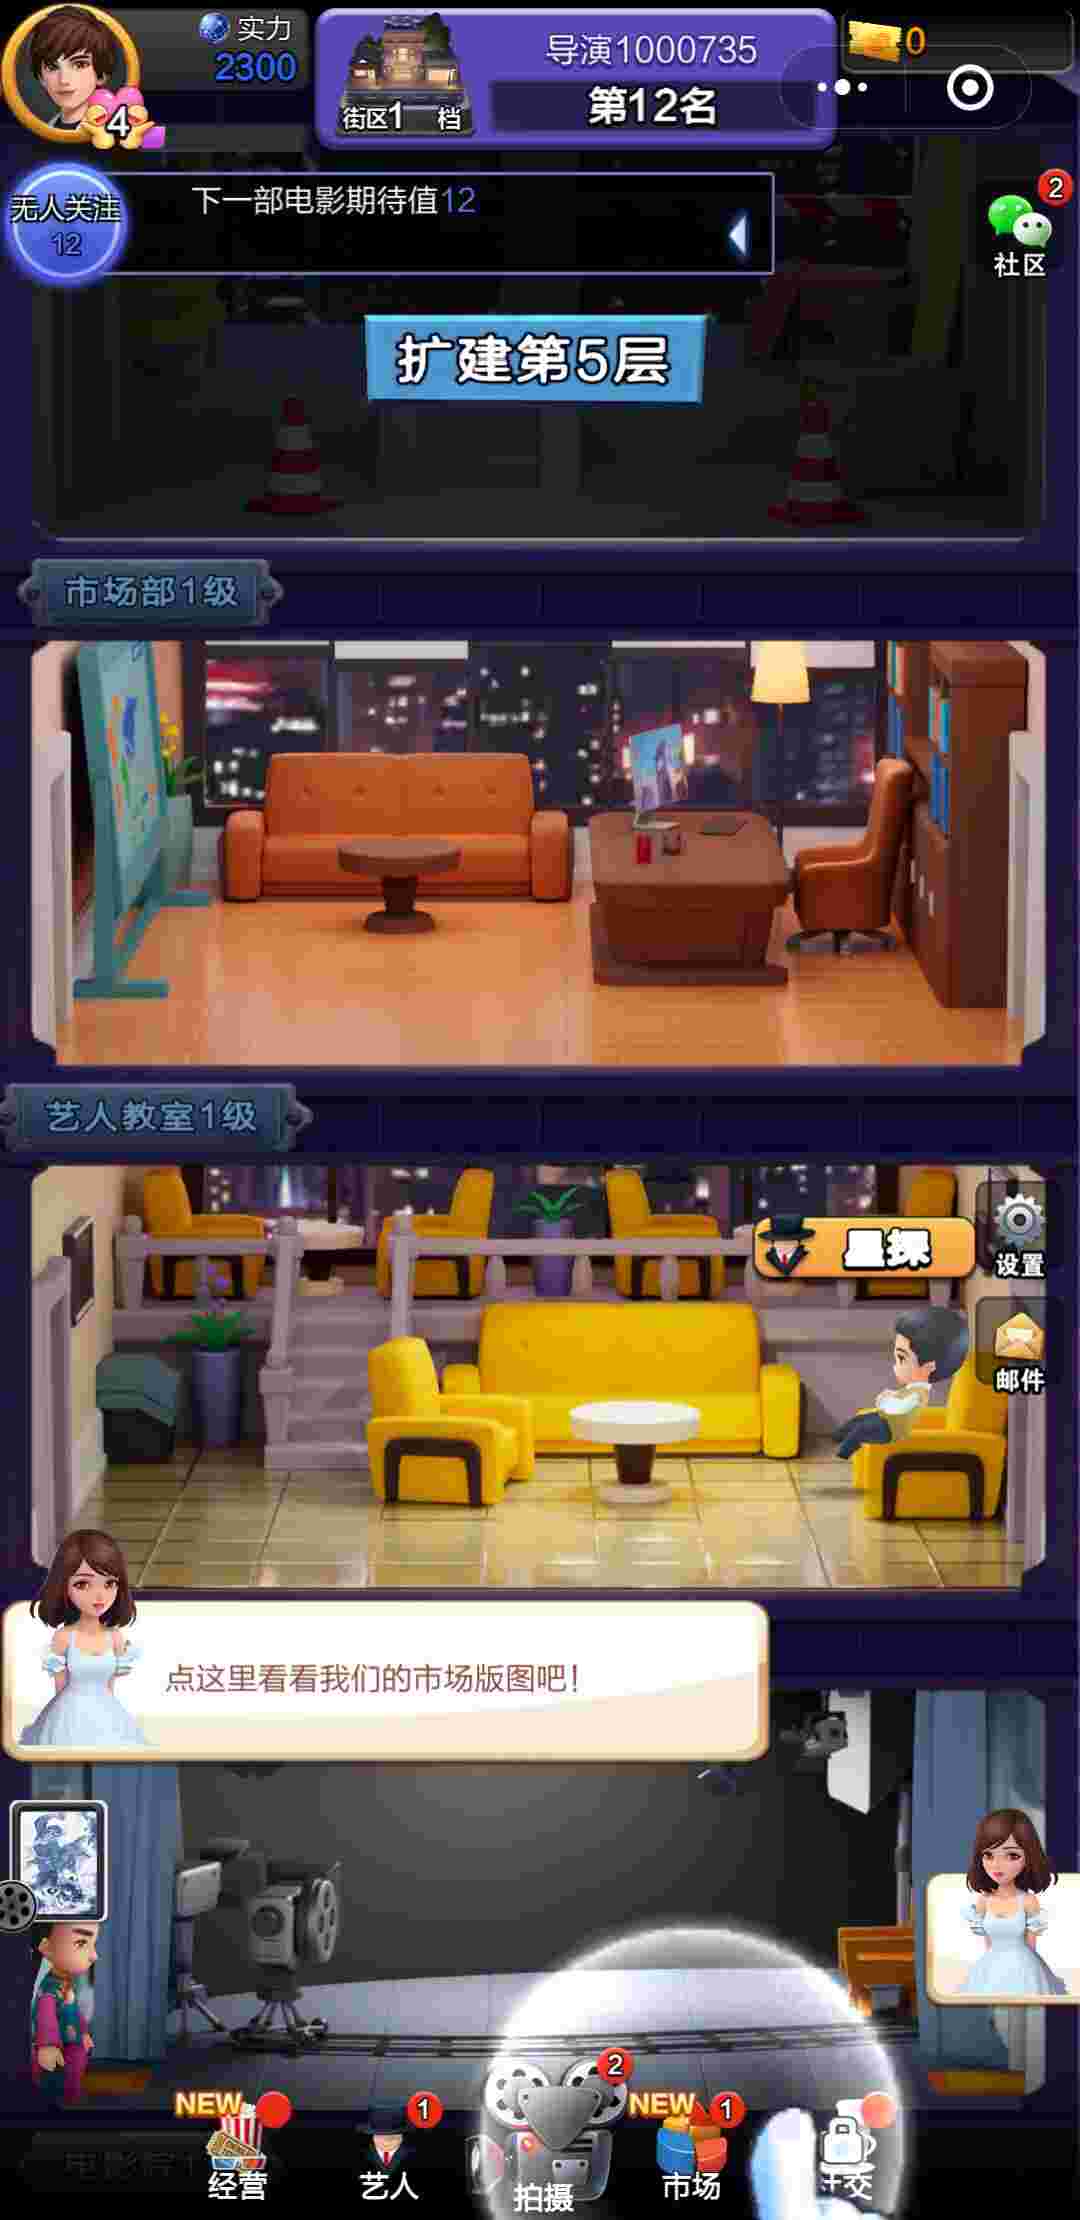 实力
2300
4
街区1 档
导演1000735
第12名
0
无人关注
12
下一部电影期待值12
2
社区
扩建第5层
市场部1级
艺人教室1级
星探
设置
邮件
点这里看看我们的市场版图吧！
NEW
经营
1
艺人
2
拍摄
NEW
1
市场